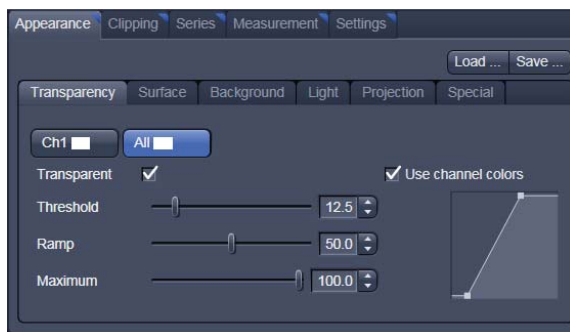 Appearance Clipping Series Measurement Settings
Load ... Save ...
Transparency Surface Background Light Projection Special
Ch1 All
Transparent Use channel colors
Threshold 12.5
Ramp 50.0
Maximum 100.0